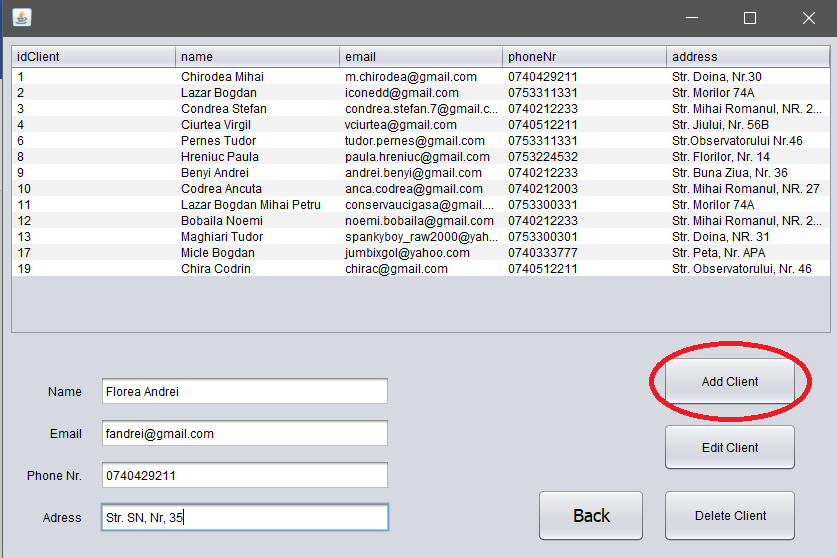 idClient name email phoneNr address
1 Chirodea Mihai m.chirodea@gmail.com 0740429211 Str. Doina, Nr.30
2 Lazar Bogdan iconedd@gmail.com 0753311331 Str. Morilor 74A
3 Condrea Stefan condrea.stefan.7@gmail.c... 0740212233 Str. Mihai Romanul, NR. 2...
4 Ciurtea Virgil vciurtea@gmail.com 0740512211 Str. Jiului, Nr. 56B
6 Pernes Tudor tudor.pernes@gmail.com 0753311331 Str.Observatorului Nr.46
8 Hreniuc Paula paula.hreniuc@gmail.com 0753224532 Str. Florilor, Nr. 14
9 Benyi Andrei andrei.benyi@gmail.com 0740212233 Str. Buna Ziua, Nr. 36
10 Codrea Ancuta anca.codrea@gmail.com 0740212003 Str. Mihai Romanul, NR. 27
11 Lazar Bogdan Mihai Petru conservaucigasa@gmail.... 0753300331 Str. Morilor 74A
12 Bobaila Noemi noemi.bobaila@gmail.com 0740212233 Str. Mihai Romanul, NR. 2...
13 Maghiari Tudor spankyboy_raw2000@yah... 0753300301 Str. Doina, NR. 31
17 Micle Bogdan jumbixgol@yahoo.com 0740333777 Str. Peta, Nr. APA
19 Chira Codrin chirac@gmail.com 0740512211 Str. Observatorului, Nr. 46
Name Florea Andrei
Add Client
Email fandrei@gmail.com
Edit Client
Phone Nr. 0740429211
Adress Str. SN, Nr, 35
Back
Delete Client